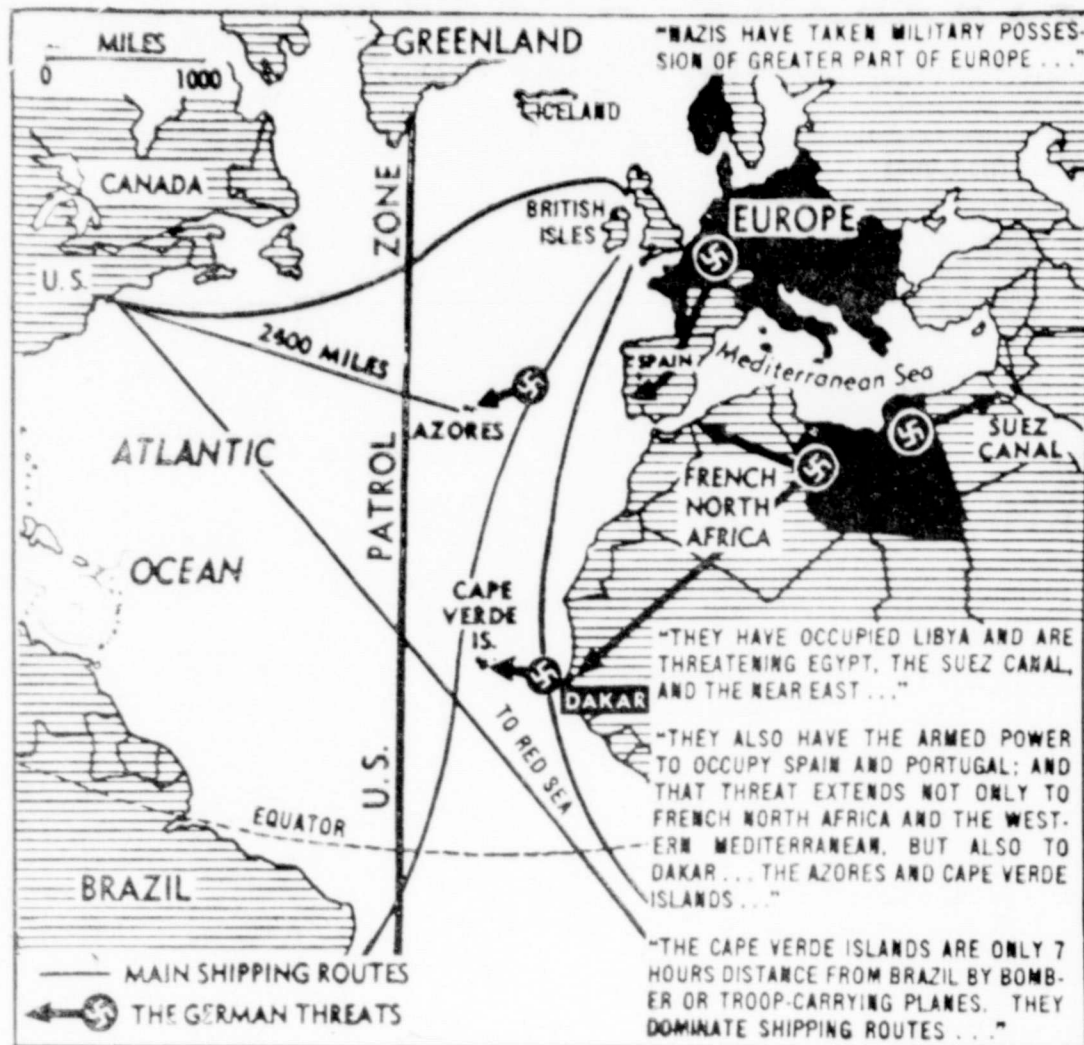 MILES
0 1000
GREENLAND
"NAZIS HAVE TAKEN MILITARY POSSES-
SION OF GREATER PART OF EUROPE ..."
ICELAND
CANADA
ZONE
BRITISH
ISLES
EUROPE
U.S.
2400 MILES
SPAIN
Mediterranean Sea
AZORES
SUEZ
CANAL
ATLANTIC
OCEAN
PATROL
FRENCH
NORTH
AFRICA
CAPE
VERDE
IS.
DAKAR
"THEY HAVE OCCUPIED LIBYA AND ARE
THREATENING EGYPT, THE SUEZ CANAL,
AND THE NEAR EAST ..."
TO RED SEA
U.S.
EQUATOR
"THEY ALSO HAVE THE ARMED POWER
TO OCCUPY SPAIN AND PORTUGAL; AND
THAT THREAT EXTENDS NOT ONLY TO
FRENCH NORTH AFRICA AND THE WEST-
ERN MEDITERRANEAN, BUT ALSO TO
DAKAR ... THE AZORES AND CAPE VERDE
ISLANDS ..."
BRAZIL
"THE CAPE VERDE ISLANDS ARE ONLY 7
HOURS DISTANCE FROM BRAZIL BY BOMB-
ER OR TROOP-CARRYING PLANES. THEY
DOMINATE SHIPPING ROUTES ..."
MAIN SHIPPING ROUTES
THE GERMAN THREATS